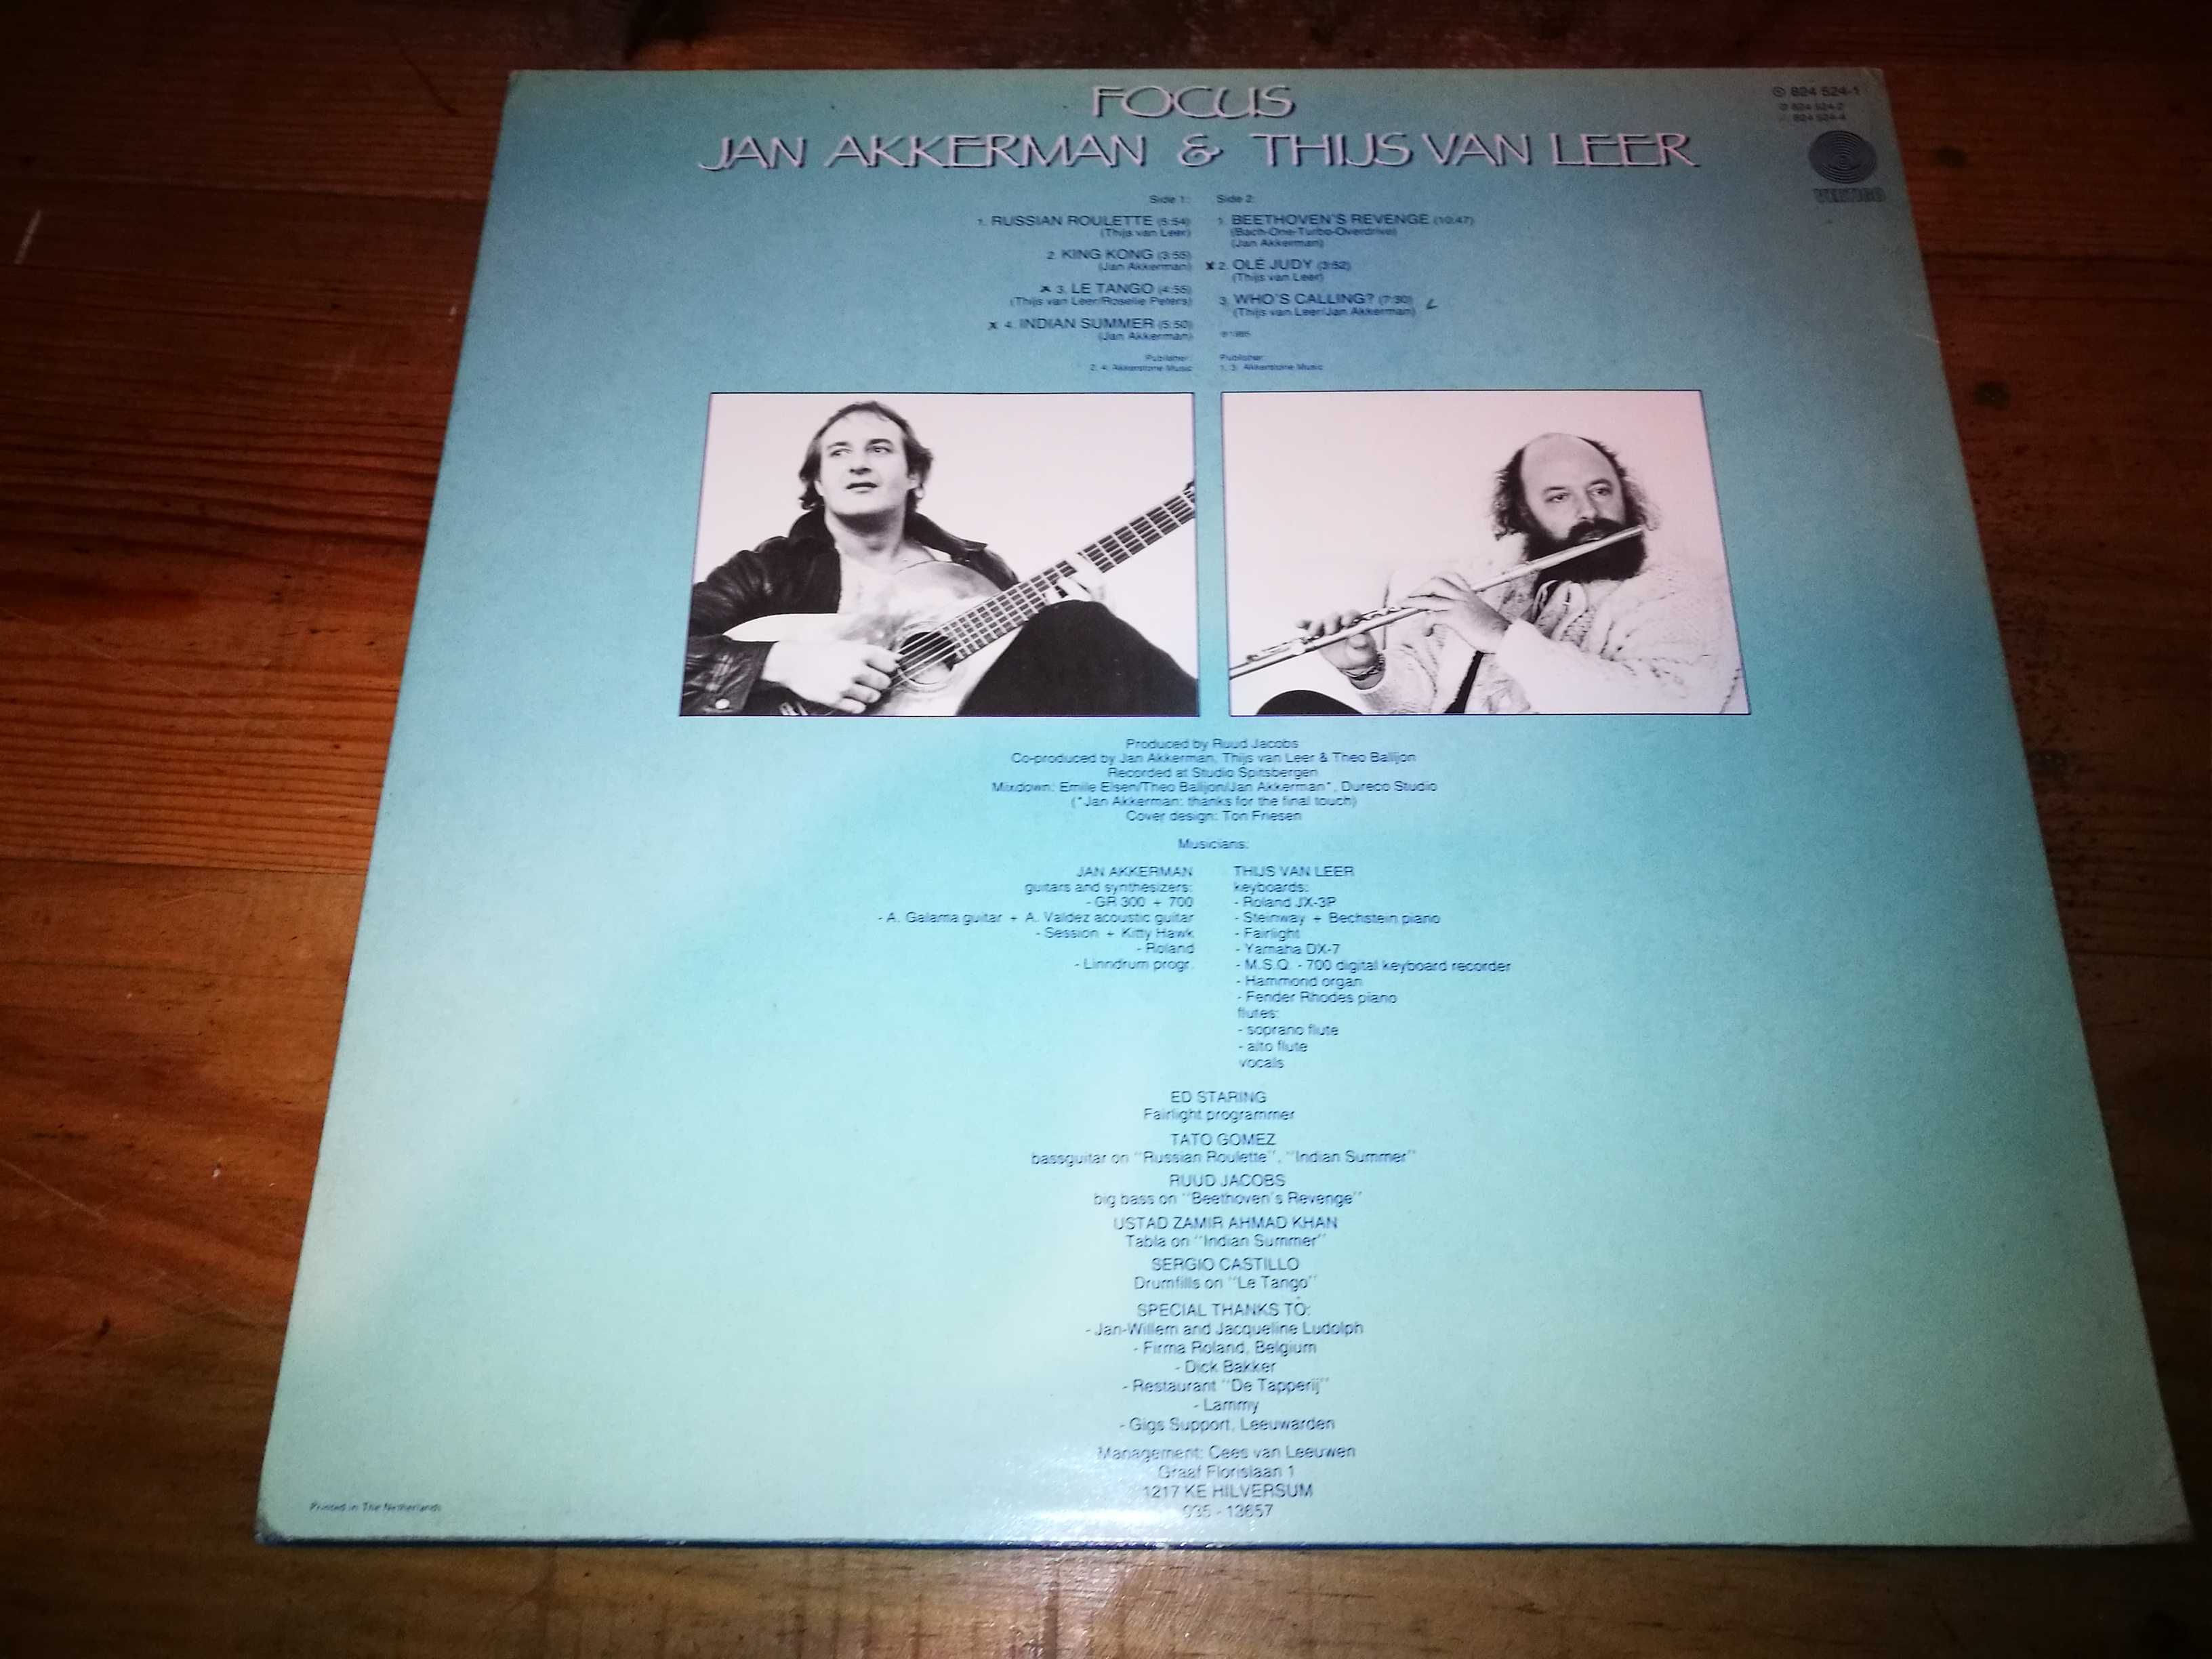 FOCUS
JAN AKKERMAN & THIJS VAN LEER
824 524-1
824 524-2
824 524-4
VERTIGO
Side 1:
1. RUSSIAN ROULETTE (5:54)
(Thijs van Leer)
2. KING KONG (3:55)
(Jan Akkerman)
x 3. LE TANGO (4:55)
(Thijs van Leer/Roselie Peters)
x 4. INDIAN SUMMER (5:50)
(Jan Akkerman)
Publisher:
2, 4: Akkerstone Music
Side 2:
1. BEETHOVEN'S REVENGE (10:47)
(Bach-One-Turbo-Overdrive)
(Jan Akkerman)
x 2. OLÉ JUDY (3:52)
(Thijs van Leer)
3. WHO'S CALLING? (7:30)
(Thijs van Leer/Jan Akkerman)
℗ 1985
Publisher:
1, 3: Akkerstone Music
Produced by Ruud Jacobs
Co-produced by Jan Akkerman, Thijs van Leer & Theo Balijon
Recorded at Studio Spitsbergen
Mixdown: Emile Elsen/Theo Balijon/Jan Akkerman*, Dureco Studio
(*Jan Akkerman: thanks for the final touch)
Cover design: Ton Friesen
Musicians:
JAN AKKERMAN
guitars and synthesizers:
- GR 300 + 700
- A. Galama guitar + A. Valdez acoustic guitar
- Session + Kitty Hawk
- Roland
- Linndrum progr.
THIJS VAN LEER
keyboards:
- Roland JX-3P
- Steinway + Bechstein piano
- Fairlight
- Yamaha DX-7
- M.S.Q. - 700 digital keyboard recorder
- Hammond organ
- Fender Rhodes piano
flutes:
- soprano flute
- alto flute
vocals
ED STARING
Fairlight programmer
TATO GOMEZ
bassguitar on "Russian Roulette", "Indian Summer"
RUUD JACOBS
big bass on "Beethoven's Revenge"
USTAD ZAMIR AHMAD KHAN
Tabla on "Indian Summer"
SERGIO CASTILLO
Drumfills on "Le Tango"
SPECIAL THANKS TO:
- Jan-Willem and Jacqueline Ludolph
- Firma Roland, Belgium
- Dick Bakker
- Restaurant "De Tapperij"
- Lammy
- Gigs Support, Leeuwarden
Management: Cees van Leeuwen
Graaf Florislaan 1
1217 KE HILVERSUM
035 - 13657
Printed in The Netherlands